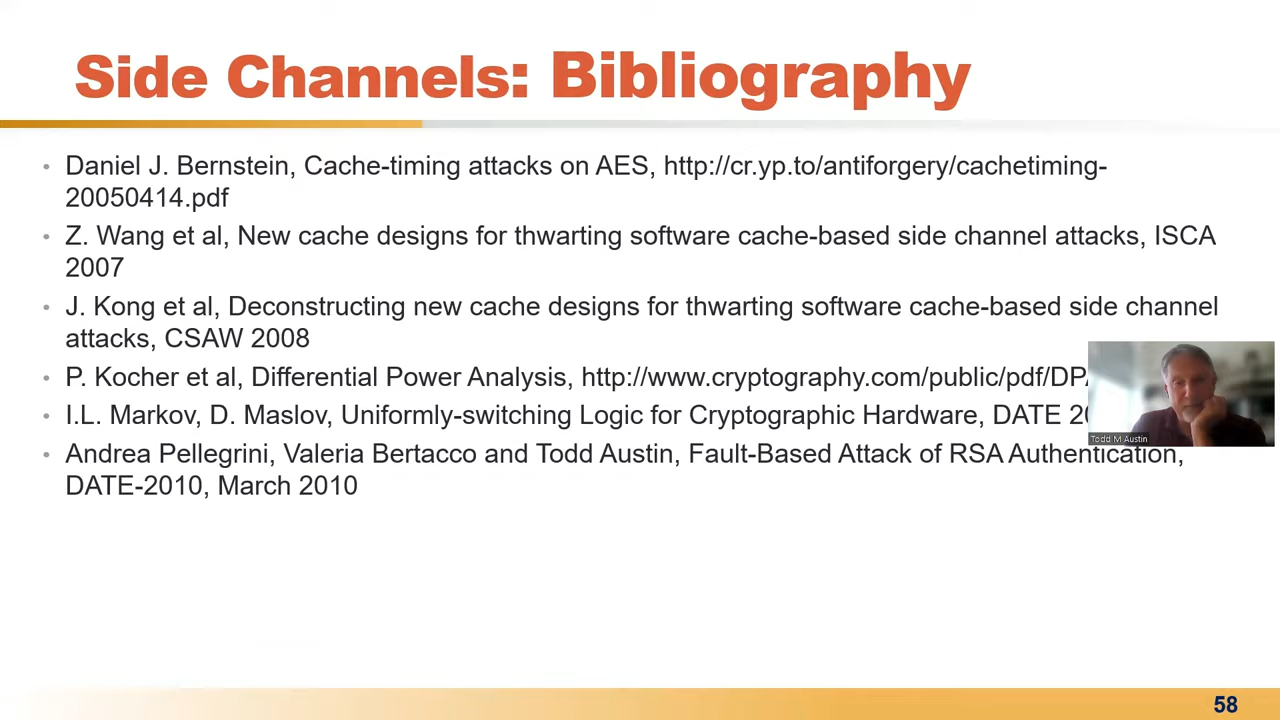 Side Channels: Bibliography
• Daniel J. Bernstein, Cache-timing attacks on AES, http://cr.yp.to/antiforgery/cachetiming-
20050414.pdf
• Z. Wang et al, New cache designs for thwarting software cache-based side channel attacks, ISCA
2007
• J. Kong et al, Deconstructing new cache designs for thwarting software cache-based side channel
attacks, CSAW 2008
• P. Kocher et al, Differential Power Analysis, http://www.cryptography.com/public/pdf/DP
• I.L. Markov, D. Maslov, Uniformly-switching Logic for Cryptographic Hardware, DATE 20
Todd M Austin
• Andrea Pellegrini, Valeria Bertacco and Todd Austin, Fault-Based Attack of RSA Authentication,
DATE-2010, March 2010
58